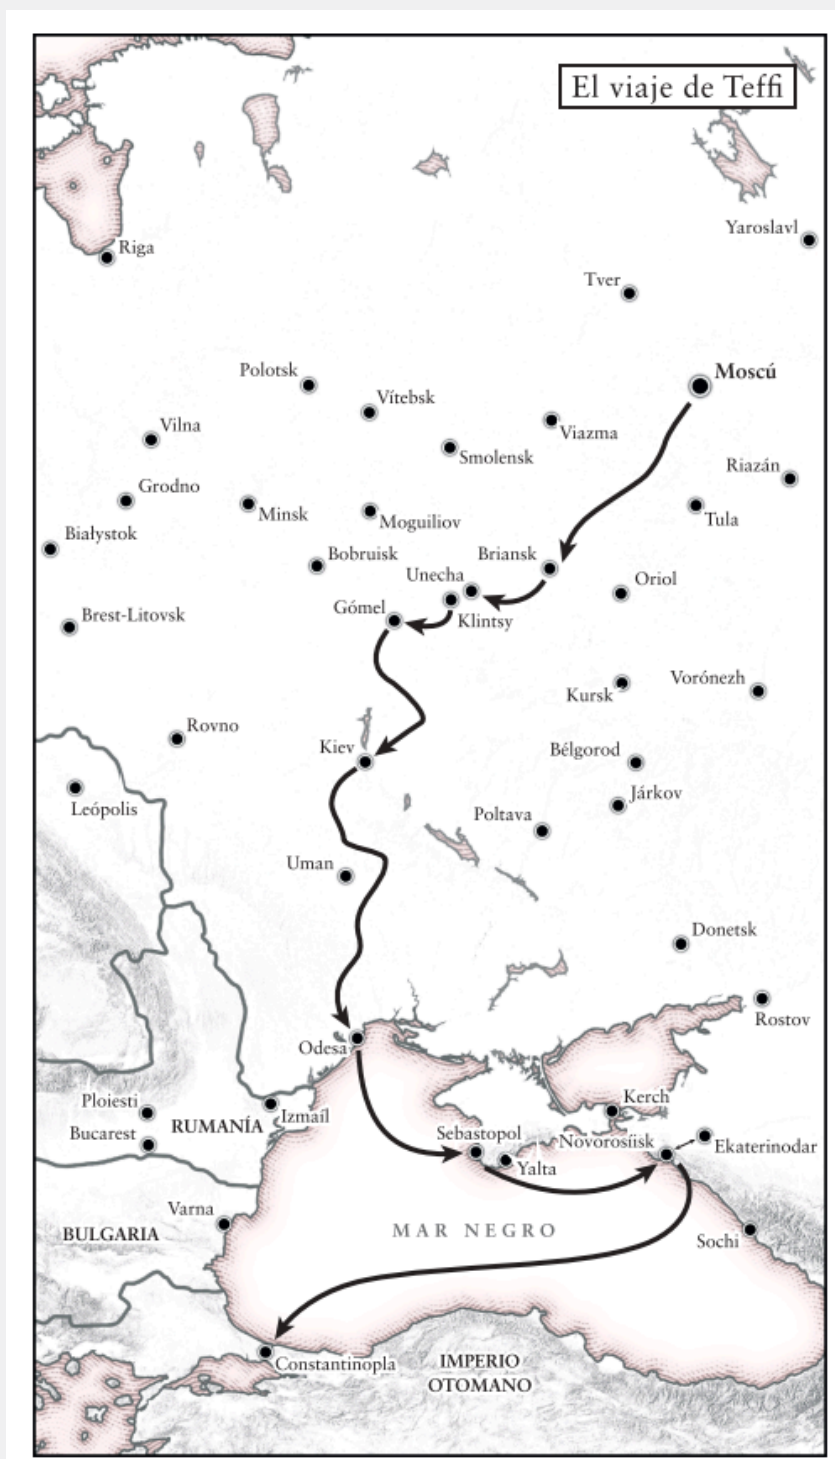 El viaje de Teffi
Yaroslavl
Riga
Tver
Polotsk
Moscú
Vítebsk
Vilna
Viazma
Smolensk
Riazán
Grodno
Minsk
Tula
Moguiliov
Białystok
Bobruisk
Briansk
Unecha
Oriol
Gómel
Brest-Litovsk
Klintsy
Vorónezh
Kursk
Rovno
Kiev
Bélgorod
Járkov
Leópolis
Poltava
Uman
Donetsk
Rostov
Odesa
Ploiesti
Kerch
Izmaíl
RUMANÍA
Bucarest
Sebastopol
Novorosíisk
Ekaterinodar
Yalta
Varna
MAR NEGRO
BULGARIA
Sochi
Constantinopla
IMPERIO
OTOMANO